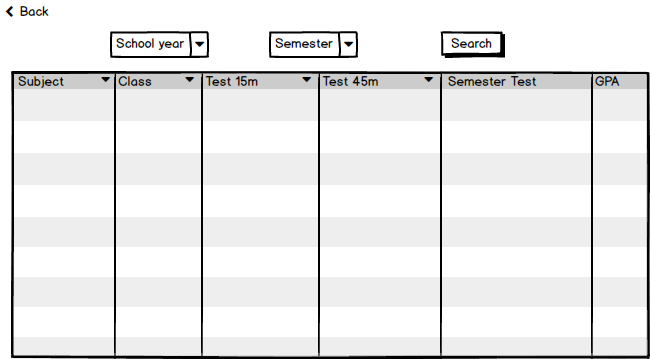 Back
School year Semester Search
Subject Class Test 15m Test 45m Semester Test GPA